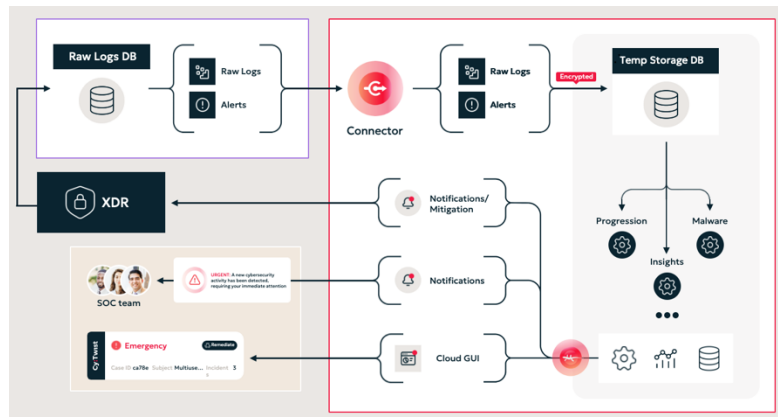 Raw Logs DB
Raw Logs
Alerts
Connector
Raw Logs
Alerts
Encrypted
Temp Storage DB
XDR
Notifications/
Mitigation
Progression
Malware
Insights
SOC team
URGENT: A new cybersecurity
activity has been detected,
requiring your immediate attention
Notifications
Cy Twist
Emergency
Remediate
Case ID ca78e Subject Multiuse... Incident 3
Cloud GUI